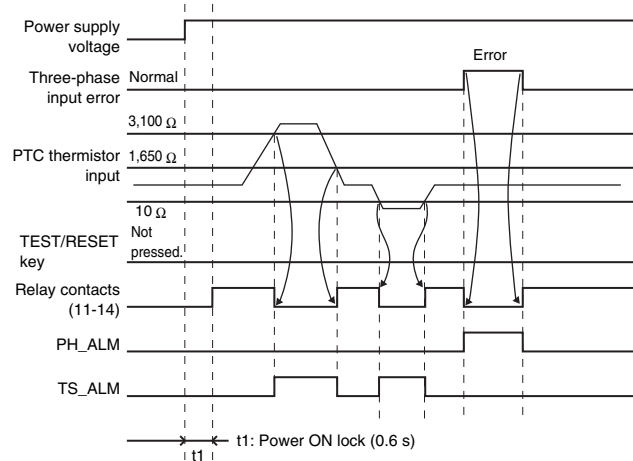 Power supply
voltage
Error
Three-phase
input error
Normal
3,100 Ω
PTC thermistor
input
1,650 Ω
10 Ω
TEST/RESET
key
Not
pressed.
Relay contacts
(11-14)
PH_ALM
TS_ALM
t1
t1: Power ON lock (0.6 s)